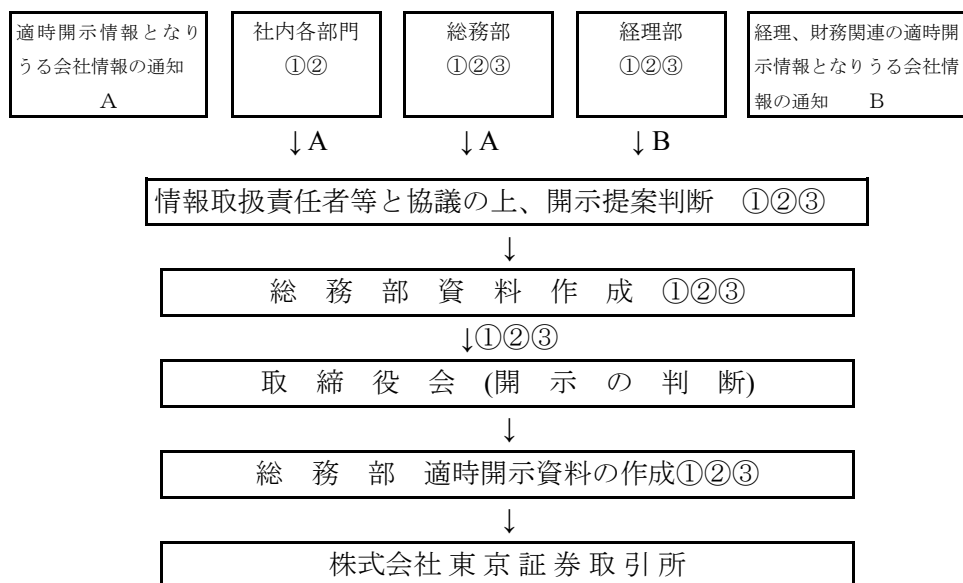 適時開示情報となり
うる会社情報の通知
A
社内各部門
①②
総務部
①②③
経理部
①②③
経理、財務関連の適時開
示情報となりうる会社情
報の通知 B
↓A
↓A
↓B
情報取扱責任者等と協議の上、開示提案判断 ①②③
↓
総 務 部 資 料 作 成 ①②③
↓①②③
取 締 役 会 (開 示 の 判 断)
↓
総 務 部 適時開示資料の作成①②③
↓
株式会社 東 京 証 券 取 引 所